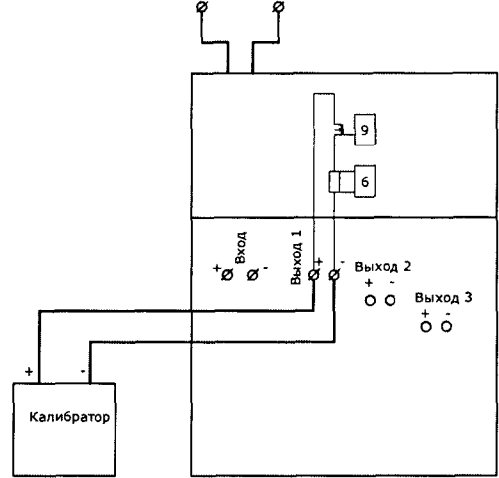 9
6
Вход
+ -
Выход 1
+ -
Выход 2
+ -
Выход 3
+ -
+ -
Калибратор